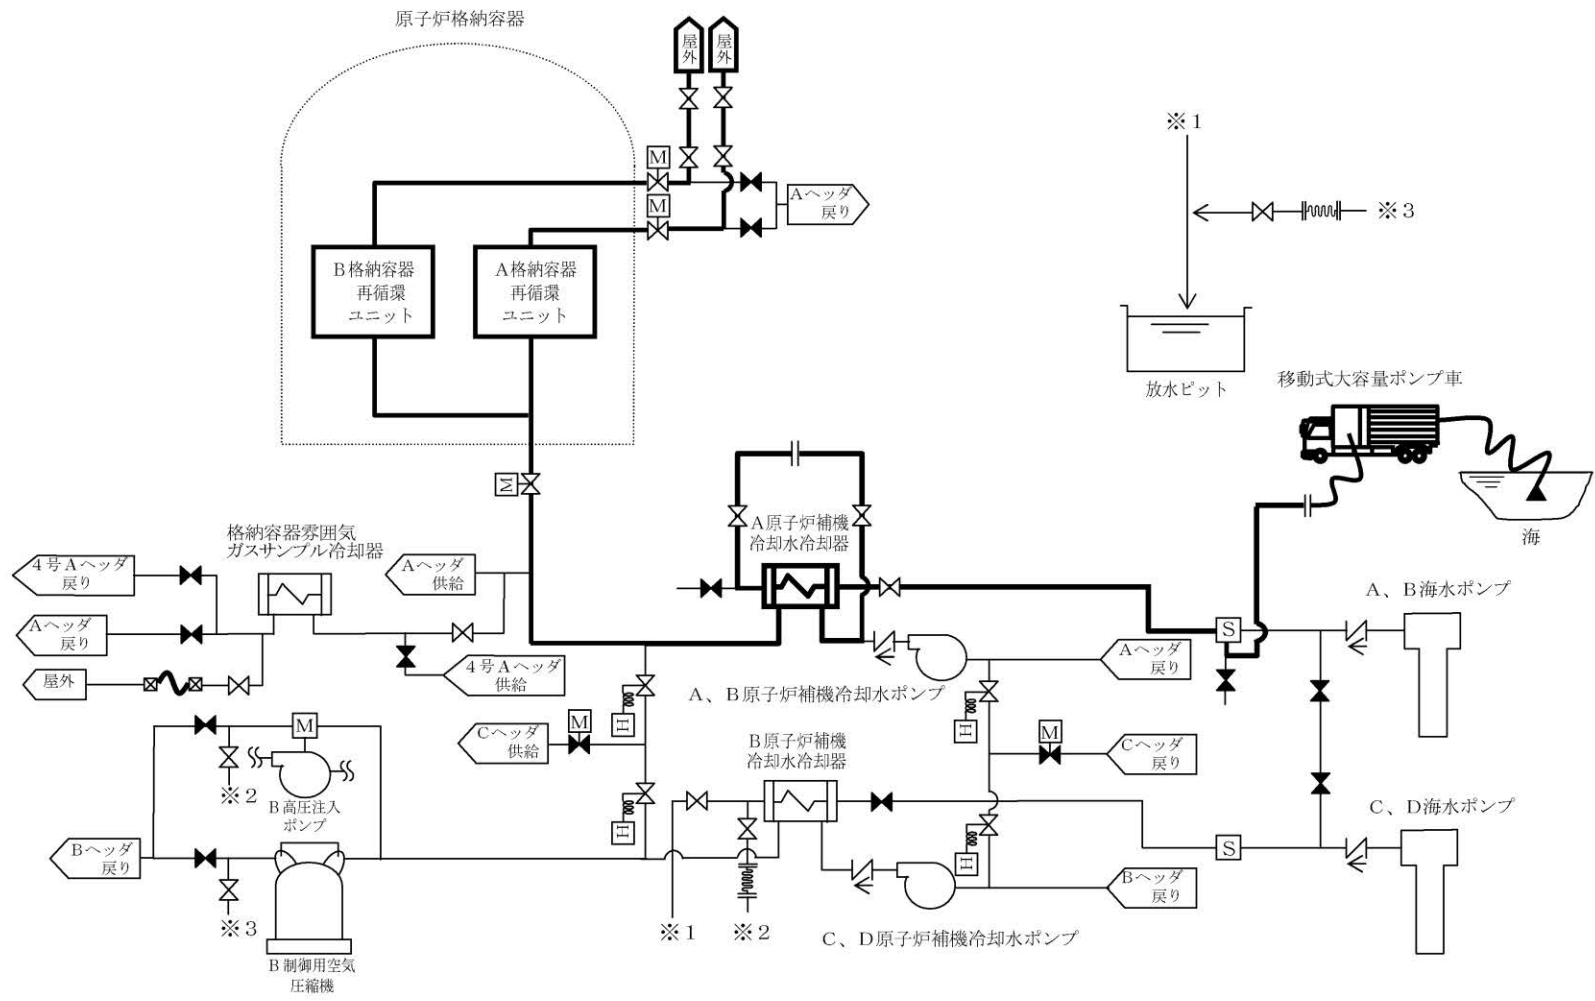 原子炉格納容器
屋外
屋外
M
M
Aヘッダ
戻り
※1
※3
B格納容器
再循環
ユニット
A格納容器
再循環
ユニット
放水ピット
移動式大容量ポンプ車
海
M
A原子炉補機
冷却水冷却器
格納容器雰囲気
ガスサンプル冷却器
4号Aヘッダ
戻り
Aヘッダ
供給
Aヘッダ
戻り
4号Aヘッダ
供給
屋外
A、B海水ポンプ
S
Aヘッダ
戻り
A、B原子炉補機冷却水ポンプ
H
H
M
Cヘッダ
供給
M
Cヘッダ
戻り
B原子炉補機
冷却水冷却器
M
※2
B高圧注入
ポンプ
H
H
C、D海水ポンプ
S
Bヘッダ
戻り
Bヘッダ
戻り
※3
※1
※2
C、D原子炉補機冷却水ポンプ
B制御用空気
圧縮機